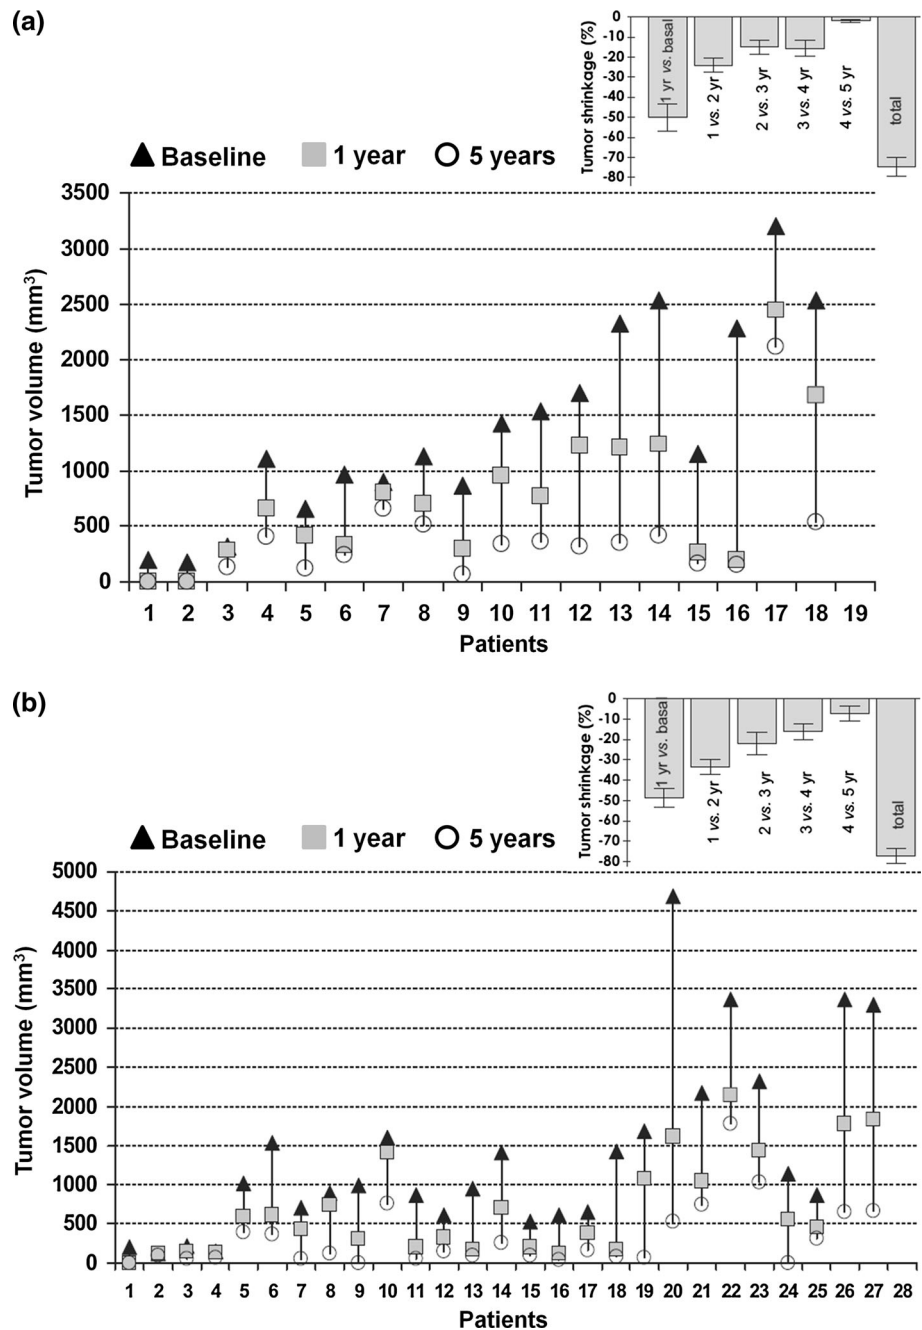 (a)
0
-10
-20
-30
-40
-50
-60
-70
-80
Tumor shrinkage (%)
1 yr vs. basal
1 vs. 2 yr
2 vs. 3 yr
3 vs. 4 yr
4 vs. 5 yr
total
Baseline 1 year 5 years
3500
3000
2500
2000
1500
1000
500
0
Tumor volume (mm³)
1 2 3 4 5 6 7 8 9 10 11 12 13 14 15 16 17 18 19
Patients
(b)
0
-10
-20
-30
-40
-50
-60
-70
-80
Tumor shrinkage (%)
1 yr vs. basal
1 vs. 2 yr
2 vs. 3 yr
3 vs. 4 yr
4 vs. 5 yr
total
Baseline 1 year 5 years
5000
4500
4000
3500
3000
2500
2000
1500
1000
500
0
Tumor volume (mm³)
1 2 3 4 5 6 7 8 9 10 11 12 13 14 15 16 17 18 19 20 21 22 23 24 25 26 27 28
Patients